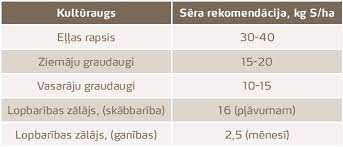 Kultūraugs Sēra rekomendācija, kg S/ha
Eļļas rapsis 30-40
Ziemāju graudaugi 15-20
Vasarāju graudaugi 10-15
Lopbarības zālājs, (skābbarība) 16 (pļāvumam)
Lopbarības zālājs, (ganības) 2,5 (mēnesī)